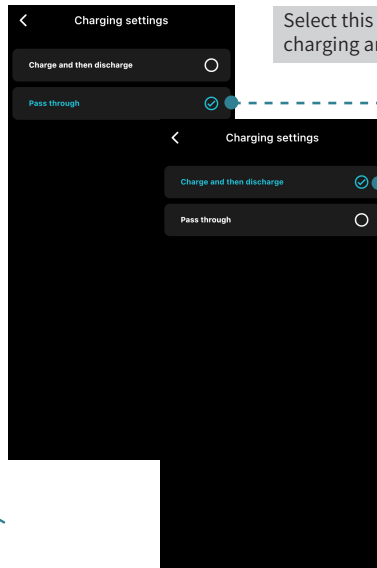 Charging settings
Charge and then discharge
Pass through
Select this
charging
Charging settings
Charge and then discharge
Pass through